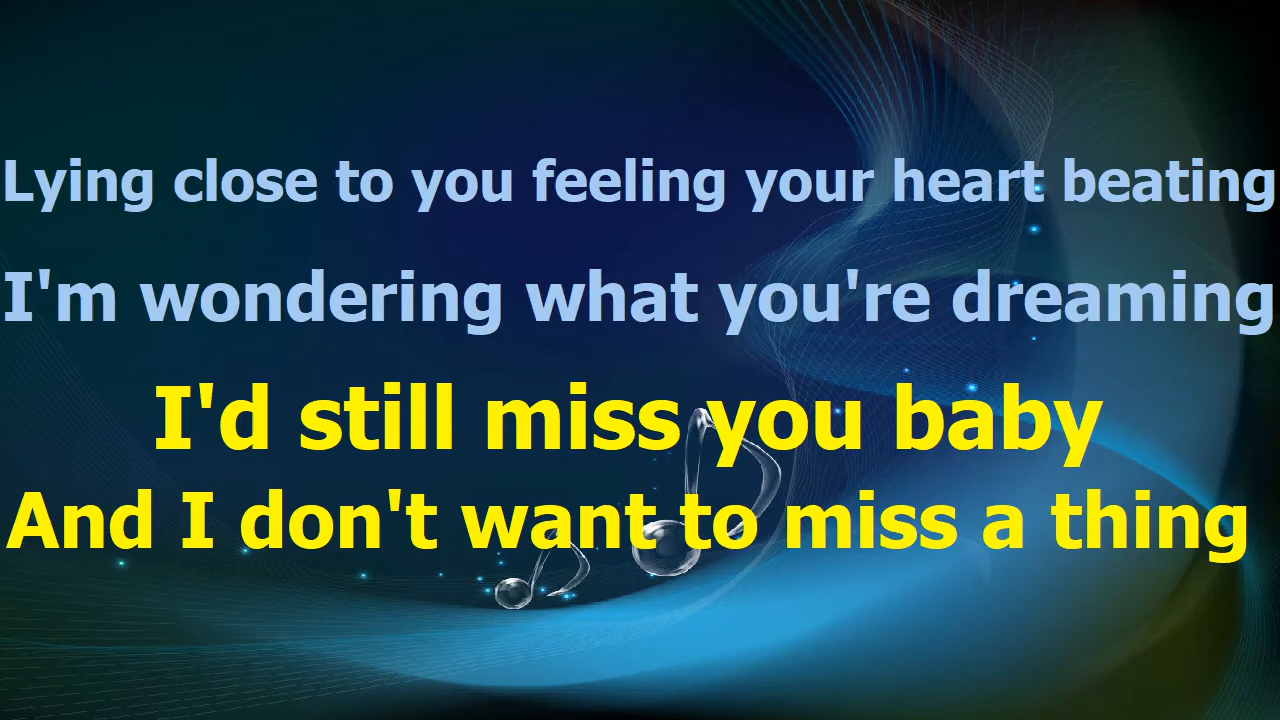 Lying close to you feeling your heart beating
I'm wondering what you're dreaming
I'd still miss you baby
And I don't want to miss a thing